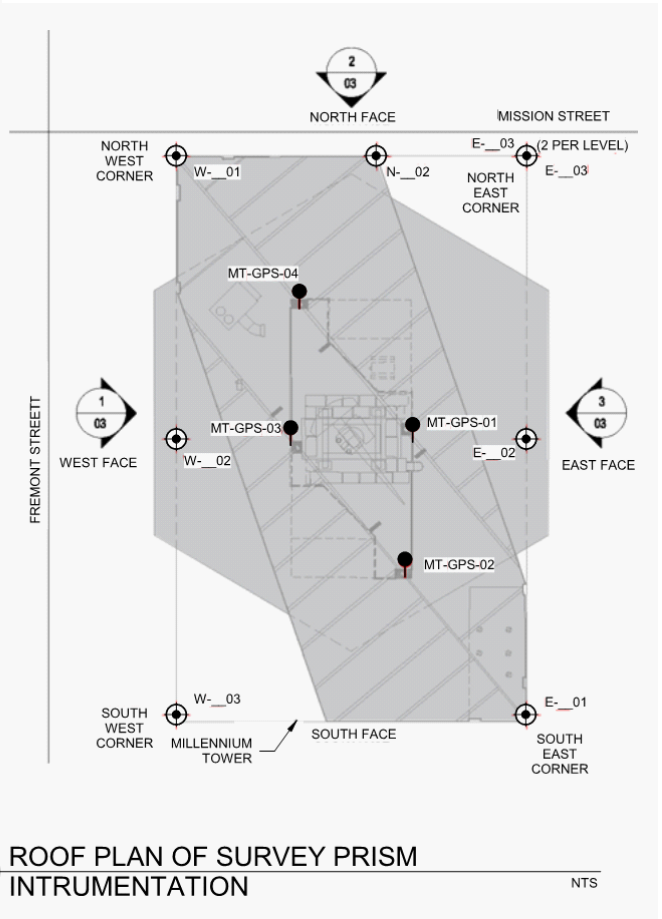 2
03
NORTH FACE
MISSION STREET
NORTH
WEST
CORNER
E-__03
(2 PER LEVEL)
W-__01
N-__02
E-__03
NORTH
EAST
CORNER
MT-GPS-04
1
03
3
03
MT-GPS-03
MT-GPS-01
WEST FACE
W-__02
E-__02
EAST FACE
FREMONT STREETT
MT-GPS-02
W-__03
E-__01
SOUTH
WEST
CORNER
MILLENNIUM
TOWER
SOUTH FACE
SOUTH
EAST
CORNER
ROOF PLAN OF SURVEY PRISM
INTRUMENTATION
NTS